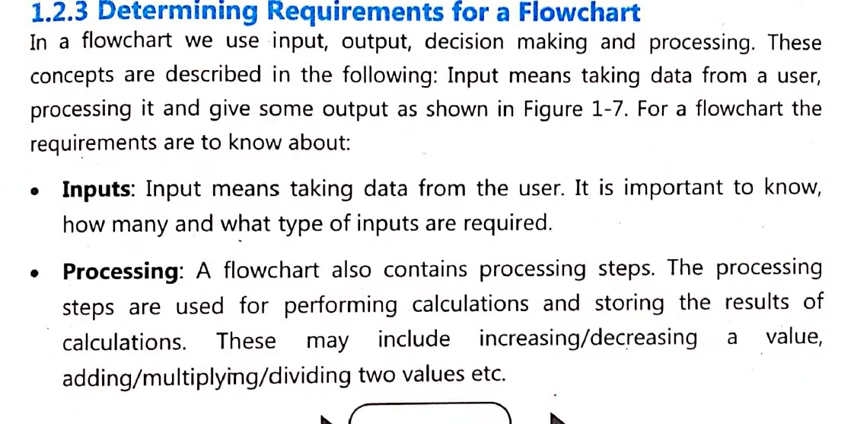 1.2.3 Determining Requirements for a Flowchart
In a flowchart we use input, output, decision making and processing. These
concepts are described in the following: Input means taking data from a user,
processing it and give some output as shown in Figure 1-7. For a flowchart the
requirements are to know about:
• Inputs: Input means taking data from the user. It is important to know,
how many and what type of inputs are required.
• Processing: A flowchart also contains processing steps. The processing
steps are used for performing calculations and storing the results of
calculations. These may include increasing/decreasing a value,
adding/multiplying/dividing two values etc.